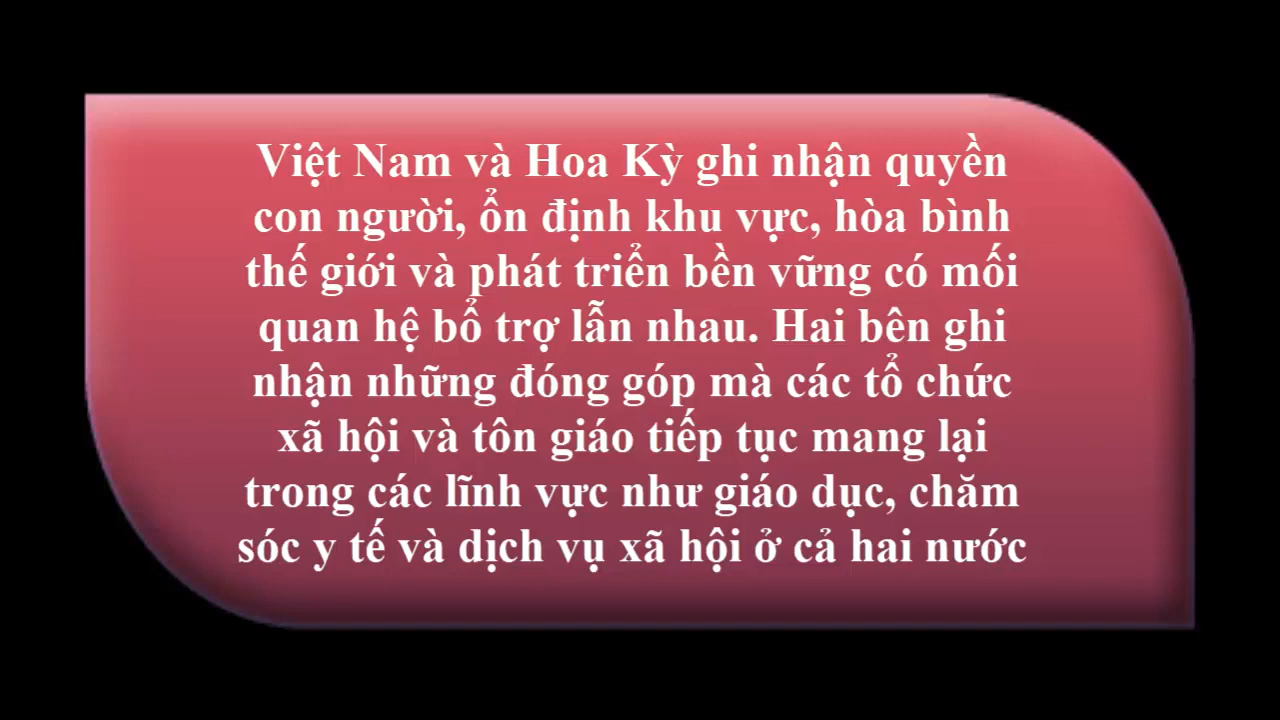 Việt Nam và Hoa Kỳ ghi nhận quyền
con người, ổn định khu vực, hòa bình
thế giới và phát triển bền vững có mối
quan hệ bổ trợ lẫn nhau. Hai bên ghi
nhận những đóng góp mà các tổ chức
xã hội và tôn giáo tiếp tục mang lại
trong các lĩnh vực như giáo dục, chăm
sóc y tế và dịch vụ xã hội ở cả hai nước